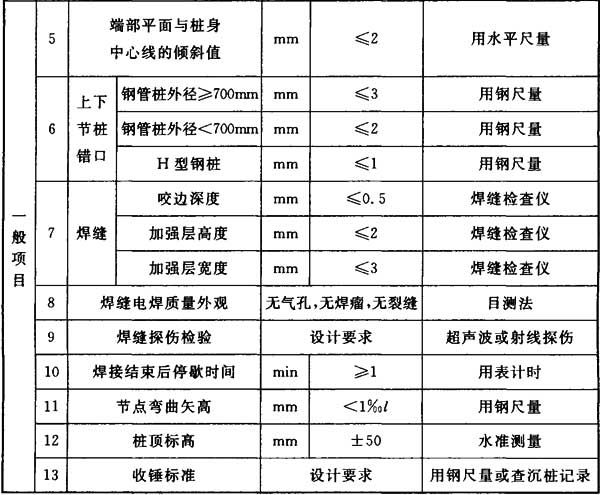 一般项目
5 端部平面与桩身中心线的倾斜值 mm ≤2 用水平尺量
6 上下节桩错口 钢管桩外径≥700mm mm ≤3 用钢尺量
钢管桩外径<700mm mm ≤2 用钢尺量
H型钢桩 mm ≤1 用钢尺量
7 焊缝 咬边深度 mm ≤0.5 焊缝检查仪
加强层高度 mm ≤2 焊缝检查仪
加强层宽度 mm ≤3 焊缝检查仪
8 焊缝电焊质量外观 无气孔,无焊瘤,无裂缝 目测法
9 焊缝探伤检验 设计要求 超声波或射线探伤
10 焊接结束后停歇时间 min ≥1 用表计时
11 节点弯曲矢高 mm <1‰l 用钢尺量
12 桩顶标高 mm ±50 水准测量
13 收锤标准 设计要求 用钢尺量或查沉桩记录